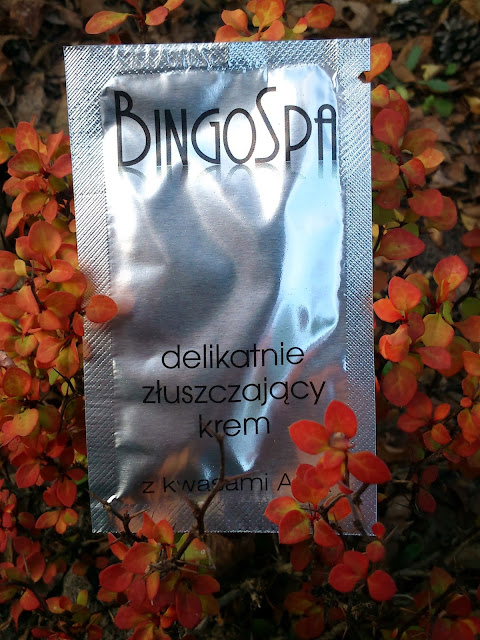 BINGOSPA
delikatnie
złuszczający
krem
z kwasami A